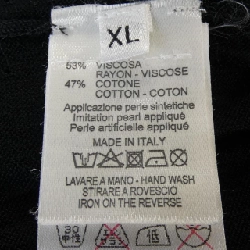 XL
53% VISCOSA
RAYON - VISCOSE
47% COTONE
COTTON - COTON
Applicazione perle sintetiche
Imitation pearl appliqué
Perle artificielle appliqué
MADE IN ITALY
LAVARE A MANO - HAND WASH
STIRARE A ROVESCIO
IRON ON THE REVERSE
30